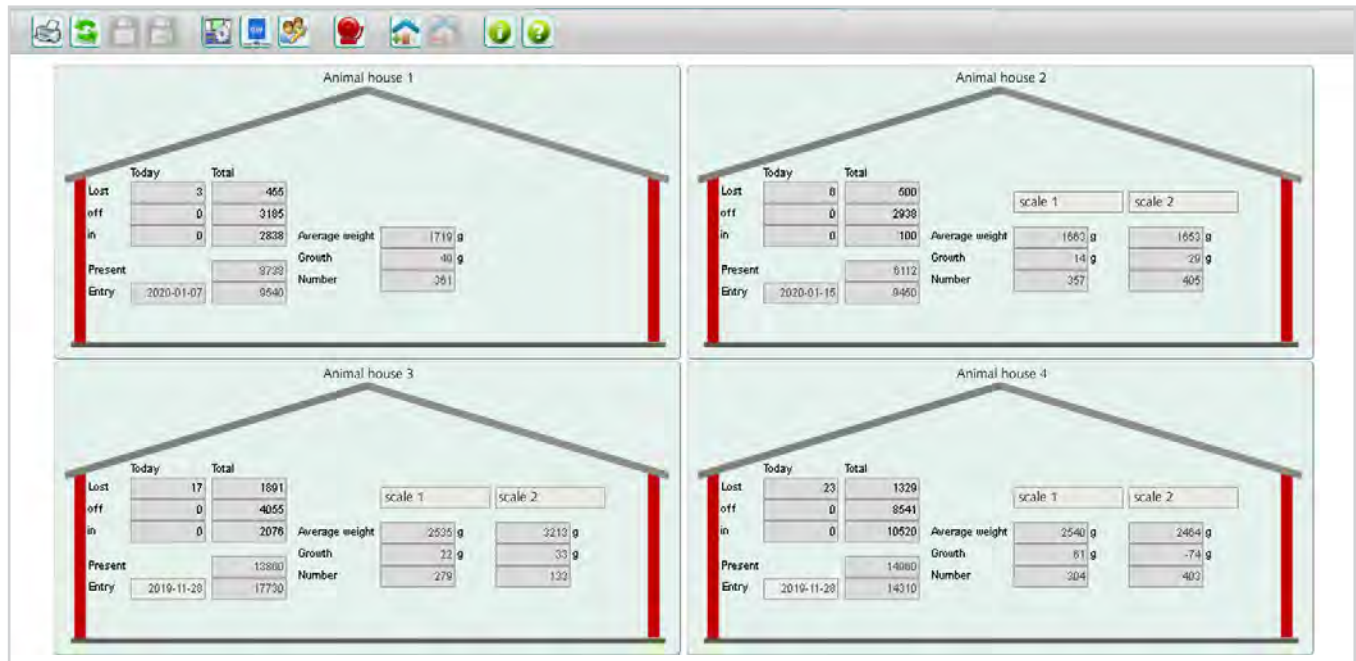 GW
Animal house 1
Today Total
Lost 3
off 0 3185
in 0 2838 Average weight 1719 g
Growth 40 g
Present
Number 361
Entry 2020-01-07 9540
Animal house 2
Today Total
Lost 8 500
scale 1 scale 2
off 0 2938
in 0 100 Average weight 1663 g 1653 g
Growth 14 g 29 g
Present 6112
Number 357 405
Entry 2020-01-15 9450
Animal house 3
Today Total
Lost 17 1891
scale 1 scale 2
off 0 4055
in 0 2076 Average weight 2535 g 3213 g
Growth 22 g 33 g
Present 13860
Number 279 133
Entry 2019-11-28 17730
Animal house 4
Today Total
Lost 23 1329
scale 1 scale 2
off 0 8541
in 0 10520 Average weight 2540 g 2464 g
Growth 61 g -74 g
Present 14960
Number 304 403
Entry 2019-11-28 14310